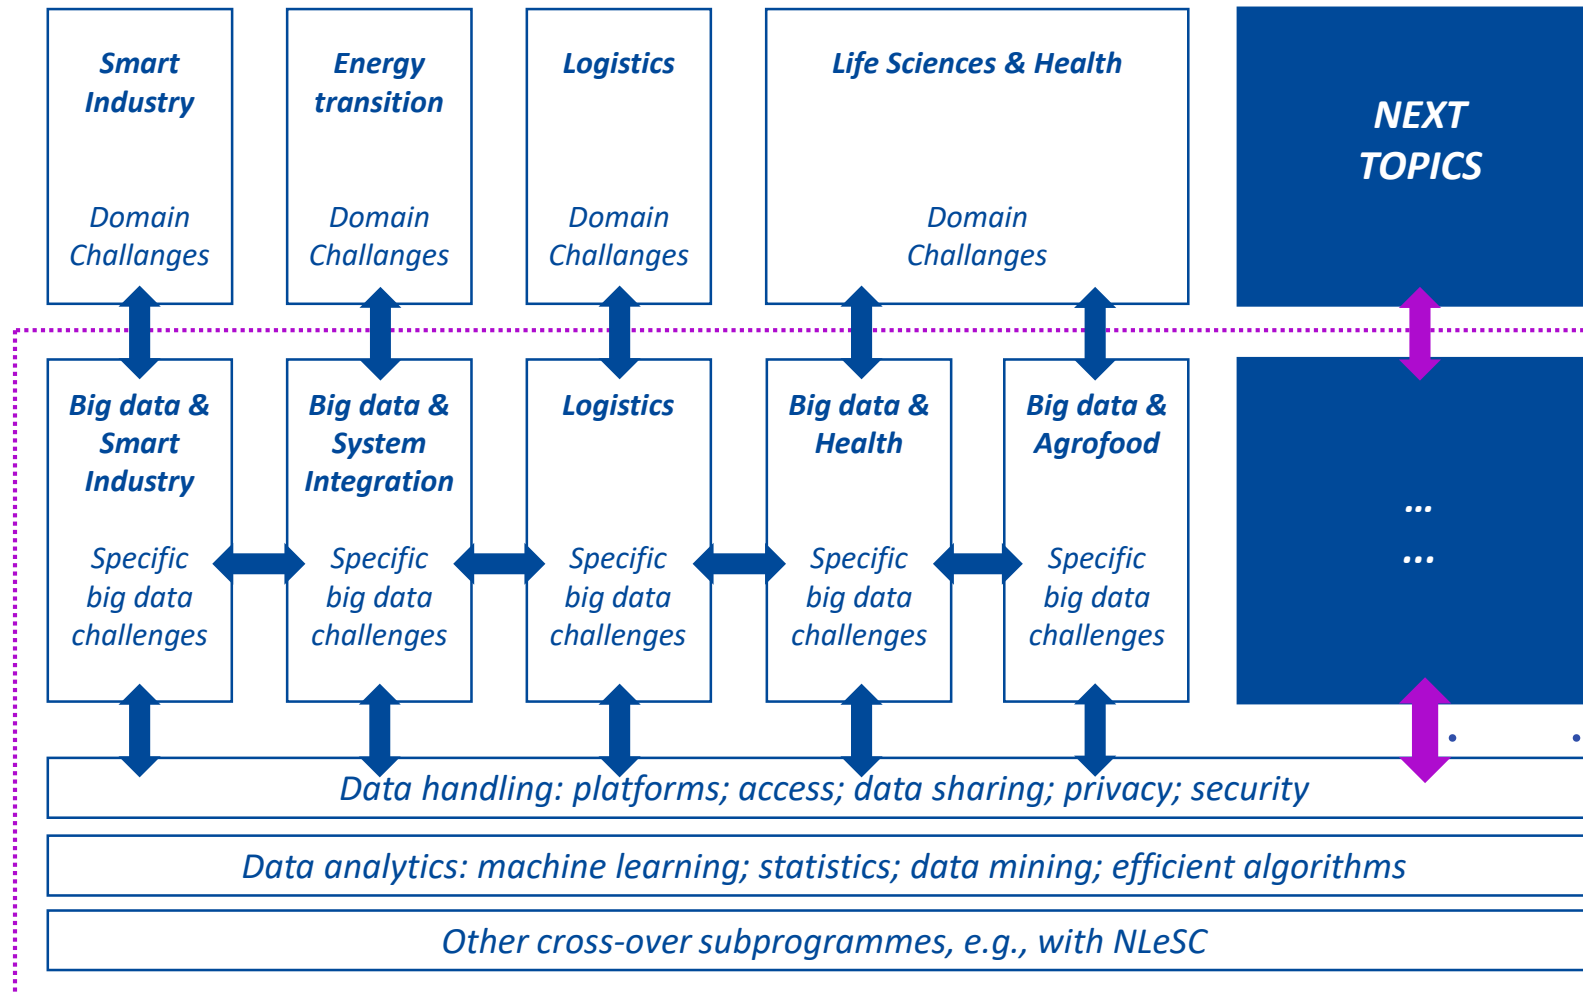 Smart
Industry
Domain
Challanges
Energy
transition
Domain
Challanges
Logistics
Domain
Challanges
Life Sciences & Health
Domain
Challanges
NEXT
TOPICS
Big data &
Smart
Industry
Specific
big data
challenges
Big data &
System
Integration
Specific
big data
challenges
Logistics
Specific
big data
challenges
Big data &
Health
Specific
big data
challenges
Big data &
Agrofood
Specific
big data
challenges
...
...
Data handling: platforms; access; data sharing; privacy; security
Data analytics: machine learning; statistics; data mining; efficient algorithms
Other cross-over subprogrammes, e.g., with NLeSC